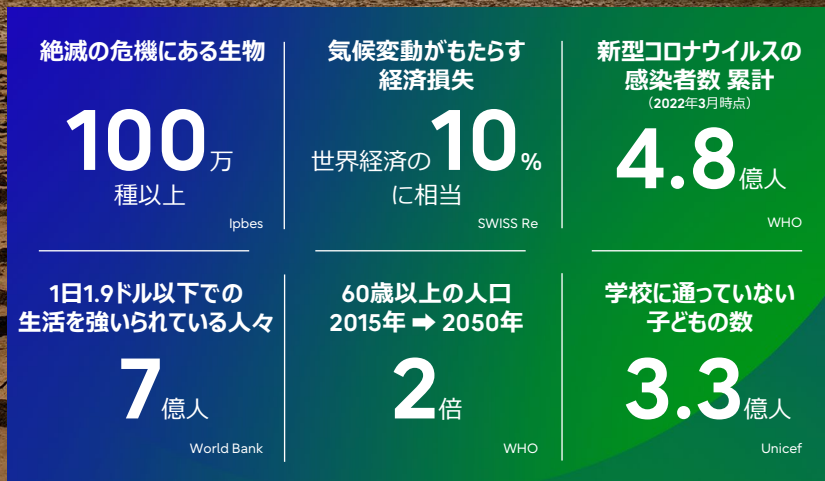 絶滅の危機にある生物
100万
種以上
Ipbes
気候変動がもたらす
経済損失
世界経済の10%
に相当
SWISS Re
新型コロナウイルスの
感染者数 累計
（2022年3月時点）
4.8億人
WHO
1日1.9ドル以下での
生活を強いられている人々
7億人
World Bank
60歳以上の人口
2015年 ➡ 2050年
2倍
WHO
学校に通っていない
子どもの数
3.3億人
Unicef